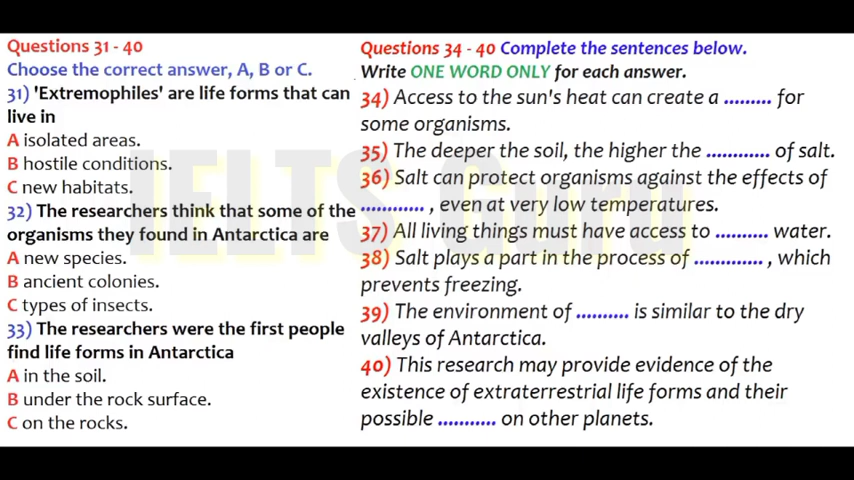 Questions 31 - 40
Choose the correct answer, A, B or C.
31) 'Extremophiles' are life forms that can
live in
A isolated areas.
B hostile conditions.
C new habitats.
32) The researchers think that some of the
organisms they found in Antarctica are
A new species.
B ancient colonies.
C types of insects.
33) The researchers were the first people
find life forms in Antarctica
A in the soil.
B under the rock surface.
C on the rocks.
Questions 34 - 40 Complete the sentences below.
Write ONE WORD ONLY for each answer.
34) Access to the sun's heat can create a ......... for
some organisms.
35) The deeper the soil, the higher the ............ of salt.
36) Salt can protect organisms against the effects of
............ , even at very low temperatures.
37) All living things must have access to .......... water.
38) Salt plays a part in the process of ............. , which
prevents freezing.
39) The environment of .......... is similar to the dry
valleys of Antarctica.
40) This research may provide evidence of the
existence of extraterrestrial life forms and their
possible ........... on other planets.
IELTS Guru